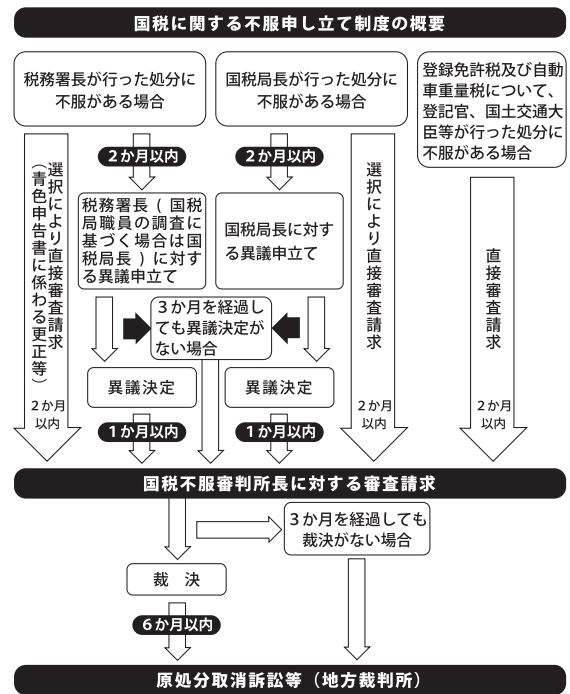 国税に関する不服申し立て制度の概要
税務署長が行った処分に
不服がある場合
国税局長が行った処分に
不服がある場合
登録免許税及び自動
車重量税について、
登記官、国土交通大
臣等が行った処分に
不服がある場合
2か月以内
2か月以内
選択により直接審査請求
(青色申告書に係わる更正等)
2か月
以内
税務署長(国税
局職員の調査に
基づく場合は国
税局長)に対す
る異議申立て
国税局長に対す
る異議申立て
選択により直接審査請求
2か月
以内
直接審査請求
2か月
以内
3か月を経過し
ても異議決定が
ない場合
異議決定
異議決定
1か月以内
1か月以内
国税不服審判所長に対する審査請求
3か月を経過しても
裁決がない場合
裁 決
6か月以内
原処分取消訴訟等(地方裁判所)